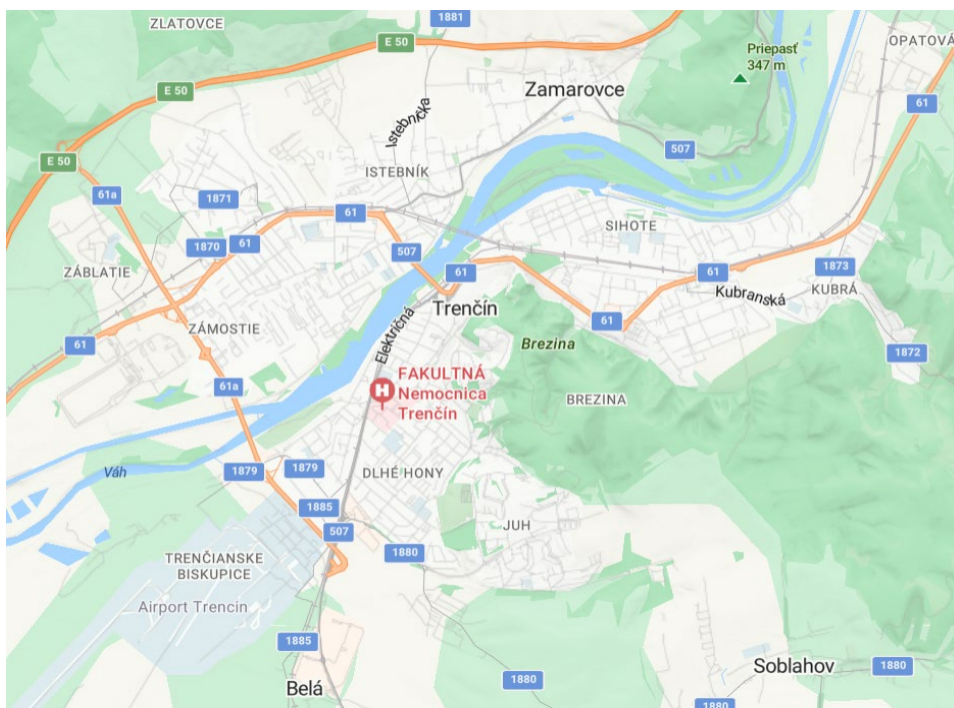 1881
ZLATOVCE
E 50
OPATOVÁ
Priepasť
347 m
E 50
Zamarovce
61
Istebnícka
507
E 50
ISTEBNÍK
61a
1871
61
SIHOTE
1870
61
507
ZÁBLATIE
61
61
1873
KUBRÁ
Kubranská
Trenčín
61
ZÁMOSTIE
Električná
61
Brezina
1872
FAKULTNÁ
Nemocnica
Trenčín
61a
BREZINA
Váh
1879
1879
DLHÉ HONY
1885
507
JUH
1880
TRENČIANSKE
BISKUPICE
Airport Trencin
1885
Soblahov
1880
1880
Belá
1880
H